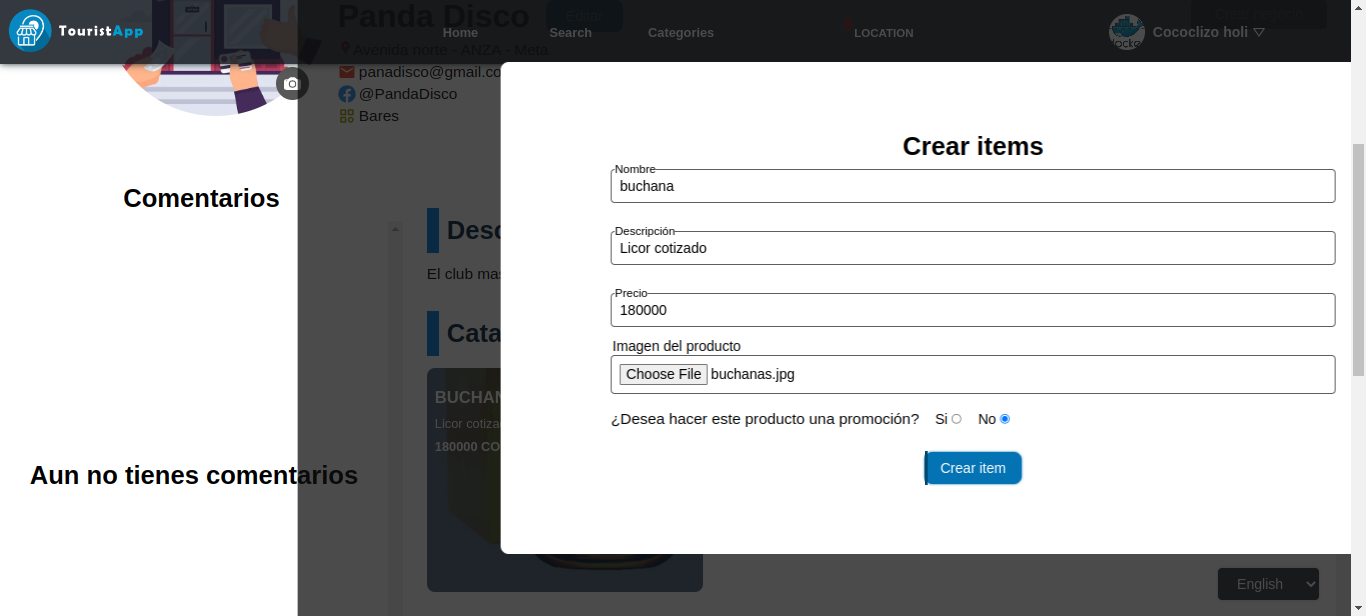 TouristApp
Home
Search
Categories
LOCATION
Cococlizo holi
Panda Disco
Editar
Avenida norte - ANZA - Meta
panadisco@gmail.co
@PandaDisco
Bares
Comentarios
Aun no tienes comentarios
Desc
El club mas
Cata
BUCHAN
Licor cotiza
180000 CO
Crear items
Nombre
buchana
Descripción
Licor cotizado
Precio
180000
Imagen del producto
Choose File buchanas.jpg
¿Desea hacer este producto una promoción? Si No
Crear item
English